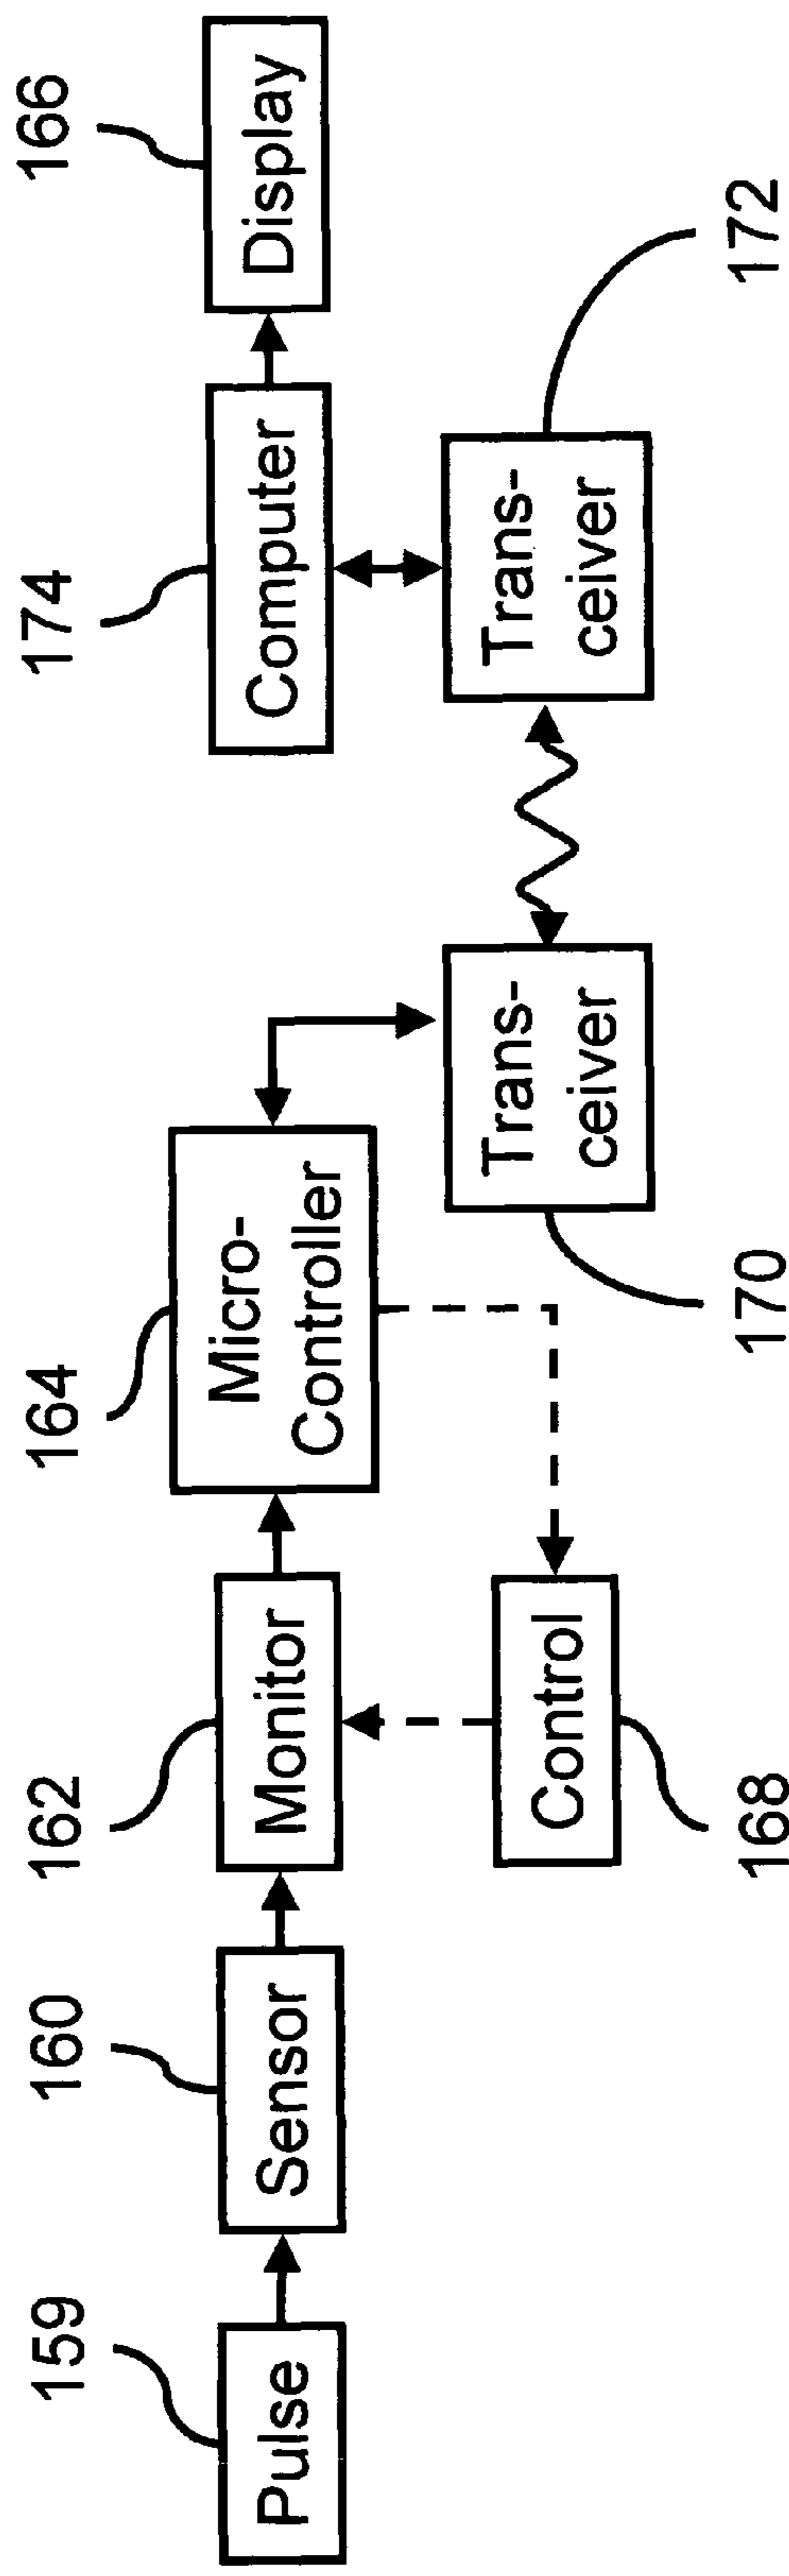 159
160
162
164
174
166
Pulse
Sensor
Monitor
Micro-
Controller
Computer
Display
Control
Trans-
ceiver
Trans-
ceiver
168
170
172